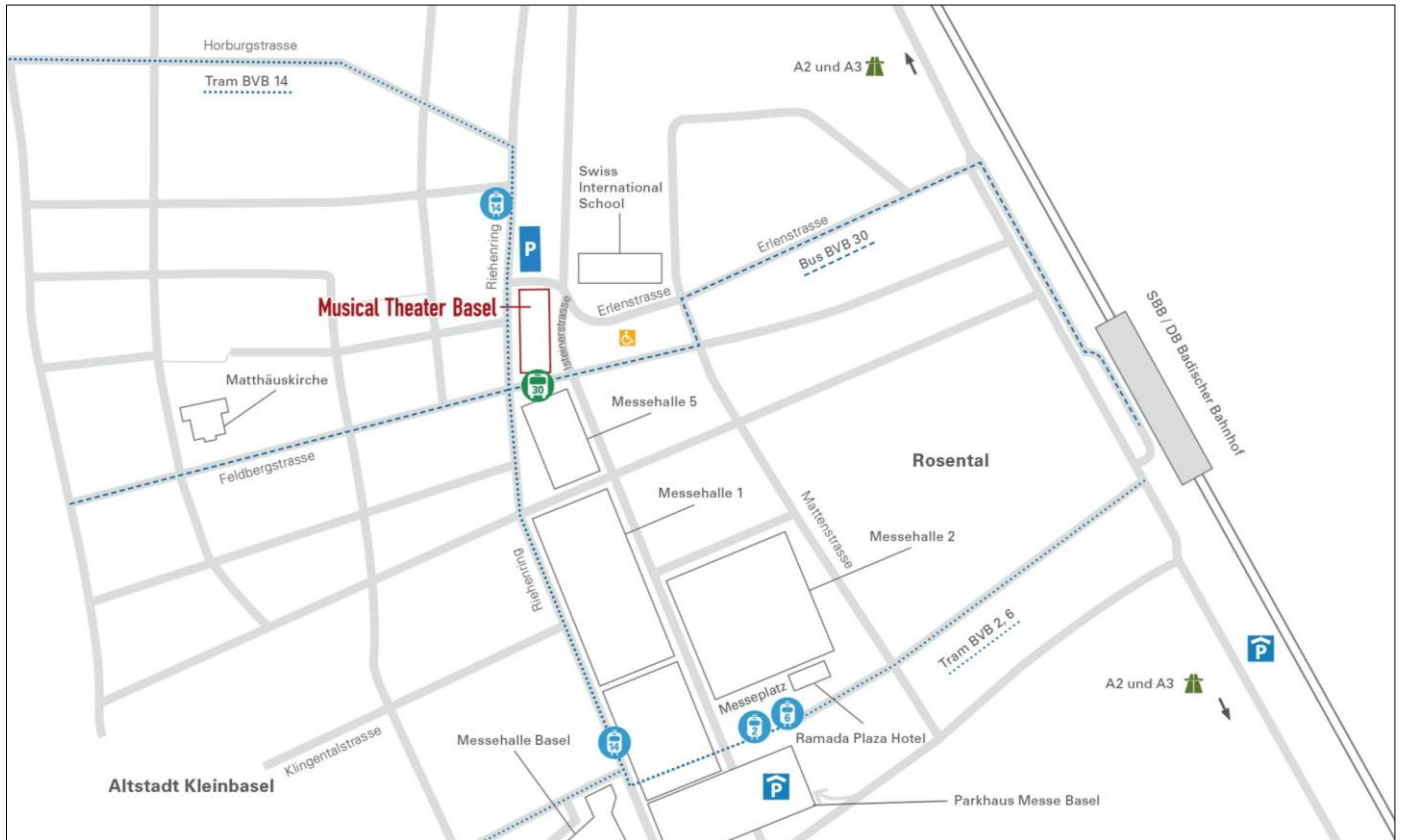 Horburgstrasse
Tram BVB 14
A2 und A3
Swiss
International
School
14
P
Riehenring
Erlenstrasse
Bus BVB 30
Musical Theater Basel
Isteinerstrasse
Erlenstrasse
SBB / DB Badischer Bahnhof
Matthäuskirche
30
Messehalle 5
Feldbergstrasse
Rosental
Messehalle 1
Mattenstrasse
Messehalle 2
Riehenring
Tram BVB 2, 6
P
Messeplatz
A2 und A3
2
6
Ramada Plaza Hotel
14
Messehalle Basel
Klingentalstrasse
Altstadt Kleinbasel
P
Parkhaus Messe Basel